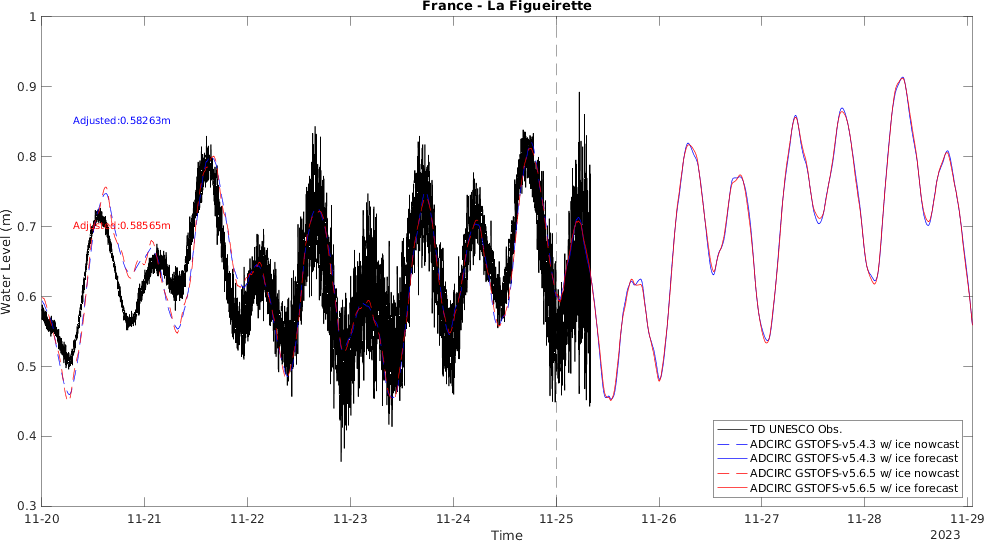 France - La Figueirette
1
0.9
0.8
0.7
0.6
0.5
0.4
0.3
Water Level (m)
Adjusted:0.58263m
Adjusted:0.58565m
TD UNESCO Obs.
ADCIRC GSTOFS-v5.4.3 w/ ice nowcast
ADCIRC GSTOFS-v5.4.3 w/ ice forecast
ADCIRC GSTOFS-v5.6.5 w/ ice nowcast
ADCIRC GSTOFS-v5.6.5 w/ ice forecast
11-20 11-21 11-22 11-23 11-24 11-25 11-26 11-27 11-28 11-29
Time
2023